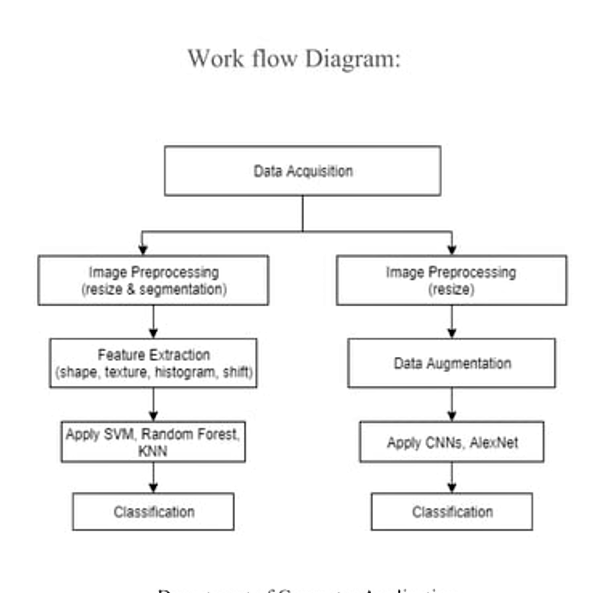 Work flow Diagram:
Data Acquisition
Image Preprocessing
(resize & segmentation)
Feature Extraction
(shape, texture, histogram, shift)
Apply SVM, Random Forest,
KNN
Classification
Image Preprocessing
(resize)
Data Augmentation
Apply CNNs, AlexNet
Classification